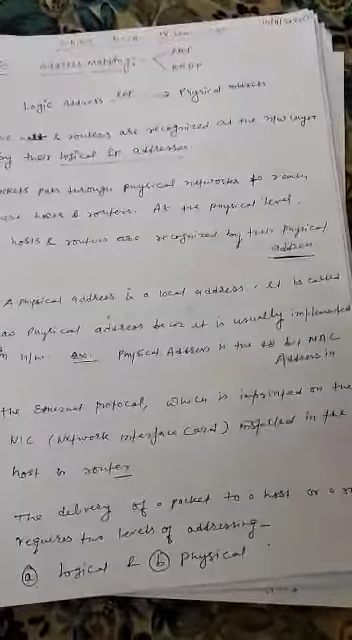 Address Mapping:- ARP
RARP
Logic Address → Physical Address
& routers are recognized at the n/w layer
by their logical IP addresses.
pass through physical networks to reach
hosts & routers. At the physical level,
hosts & routers are recognized by their physical
address.
A physical address is a local address. It is called
as Physical address becoz it is usually implemented
in h/w. Ex. Physical Address is the 48 bit MAC
Address in
the Ethernet protocol, which is imprinted on the
NIC (Network Interface Card) installed in the
host or router
The delivery of a packet to a host or a
requires two levels of addressing -
(a) Logical & (b) Physical.